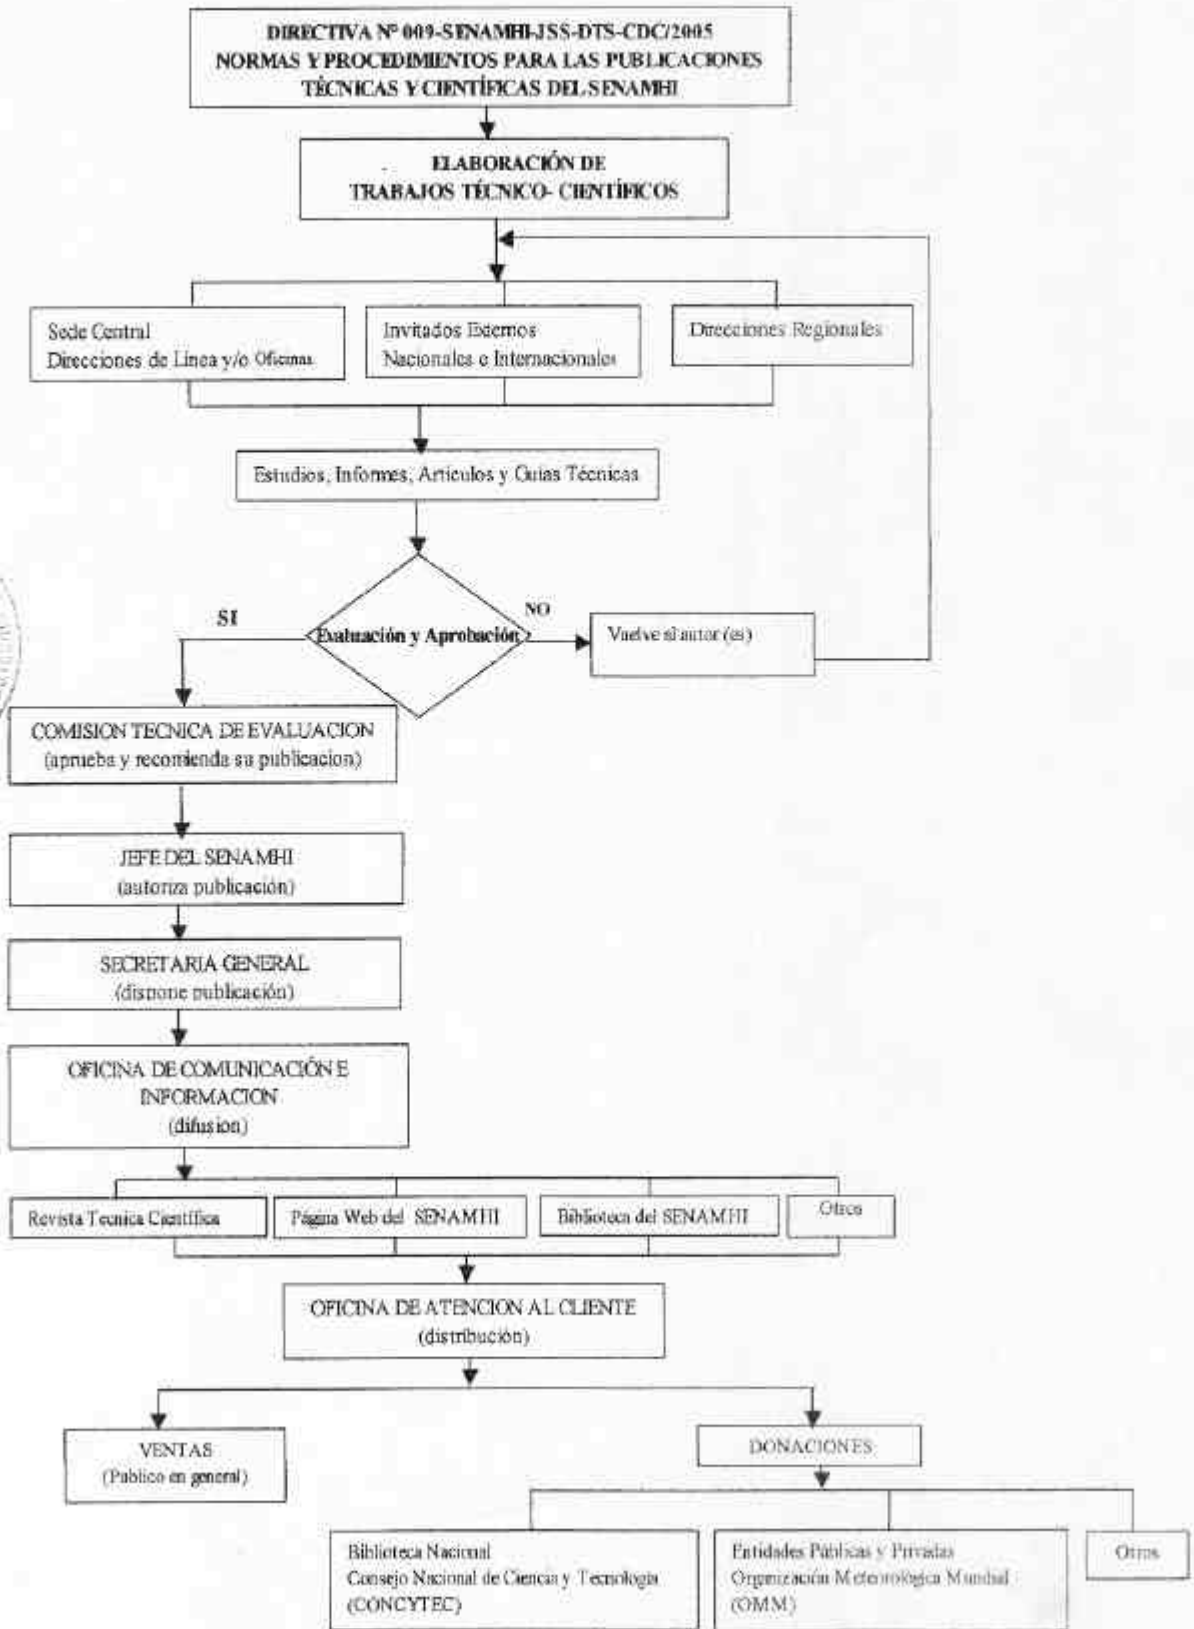 DIRECTIVA Nº 009-SENAMHI-JSS-DTS-CDC/2005
NORMAS Y PROCEDIMIENTOS PARA LAS PUBLICACIONES
TÉCNICAS Y CIENTÍFICAS DEL SENAMHI
ELABORACIÓN DE
TRABAJOS TÉCNICO- CIENTÍFICOS
Sede Central
Direcciones de Linea y/o Oficinas
Invitados Externos
Nacionales e Internacionales
Direcciones Regionales
Estudios, Informes, Articulos y Guias Técnicas
SI
Evaluación y Aprobación
NO
Vuelve al autor (es)
COMISION TECNICA DE EVALUACION
(aprueba y recomienda su publicacion)
JEFE DEL SENAMHI
(autoriza publicación)
SECRETARIA GENERAL
(dispone publicación)
OFICINA DE COMUNICACIÓN E
INFORMACION
(difusion)
Revista Tecnica Científica
Página Web del SENAMHI
Biblioteca del SENAMHI
Otros
OFICINA DE ATENCION AL CLIENTE
(distribución)
VENTAS
(Publico en general)
DONACIONES
Biblioteca Nacional
Consejo Nacional de Ciencia y Tecnologia
(CONCYTEC)
Entidades Públicas y Privadas
Organización Meteorológica Mundial
(OMM)
Otros